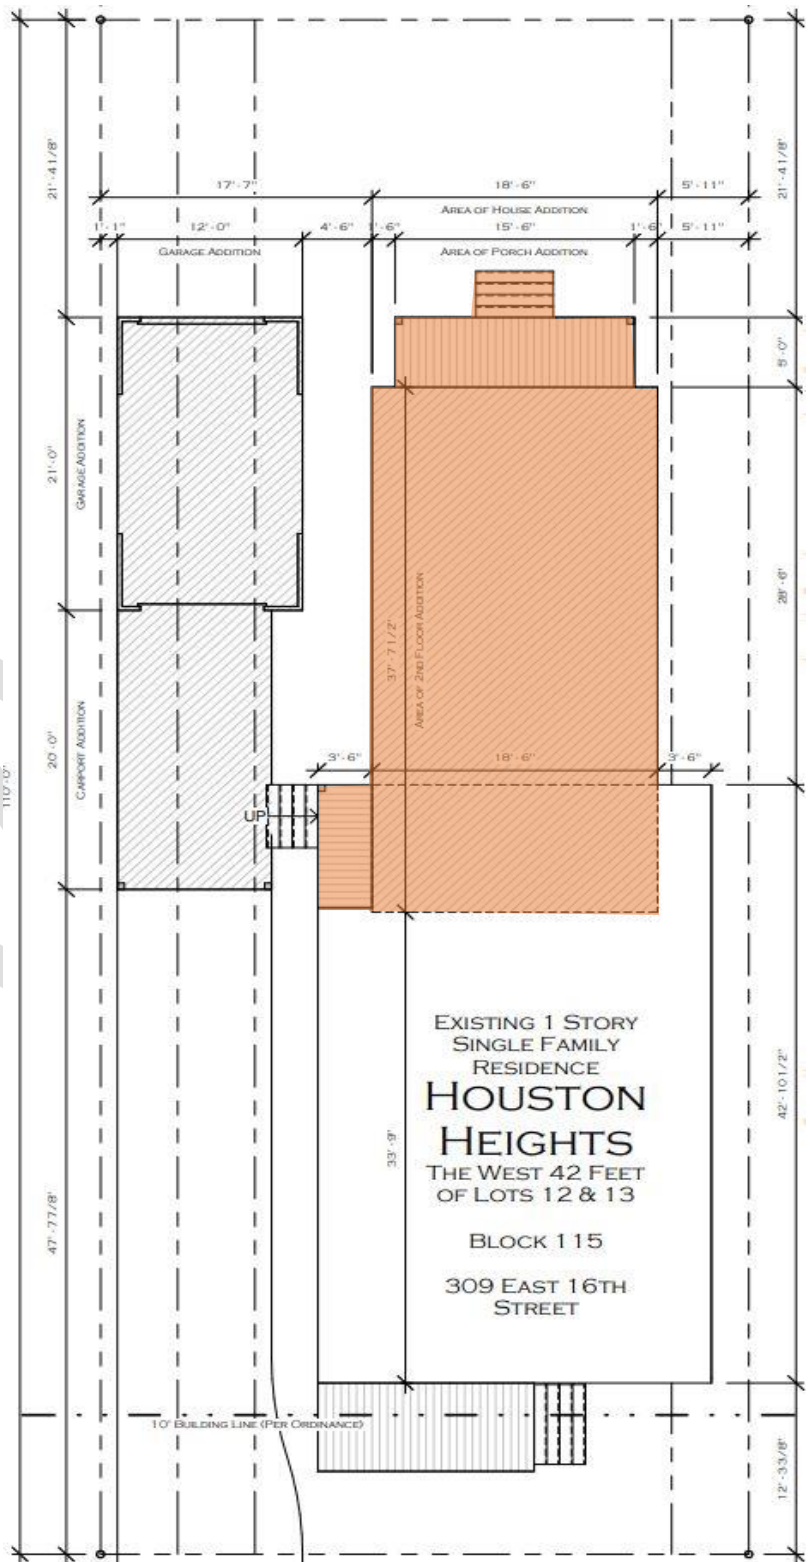 21'-4 1/8"
21'-4 1/8"
17'-7"
18'-6"
5'-11"
AREA OF HOUSE ADDITION
1'-1"
12'-0"
4'-6"
1'-6"
15'-6"
1'-6"
5'-11"
GARAGE ADDITION
AREA OF PORCH ADDITION
5'-0"
21'-0"
GARAGE ADDITION
28'-6"
37'-7 1/2"
AREA OF 2ND FLOOR ADDITION
20'-0"
CARPORT ADDITION
110'-0"
3'-6"
18'-6"
3'-6"
UP
EXISTING 1 STORY
SINGLE FAMILY
RESIDENCE
HOUSTON
HEIGHTS
THE WEST 42 FEET
OF LOTS 12 & 13
BLOCK 115
309 EAST 16TH
STREET
33'-9"
42'-10 1/2"
47'-7 7/8"
10' BUILDING LINE (PER ORDINANCE)
12'-3 3/8"